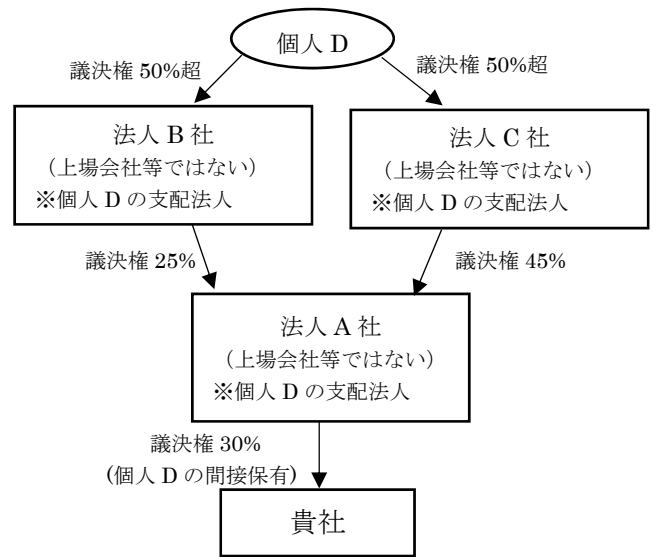 個人 D
議決権 50%超
議決権 50%超
法人 B 社
（上場会社等ではない）
※個人 D の支配法人
法人 C 社
（上場会社等ではない）
※個人 D の支配法人
議決権 25%
議決権 45%
法人 A 社
（上場会社等ではない）
※個人 D の支配法人
議決権 30%
(個人 D の間接保有)
貴社